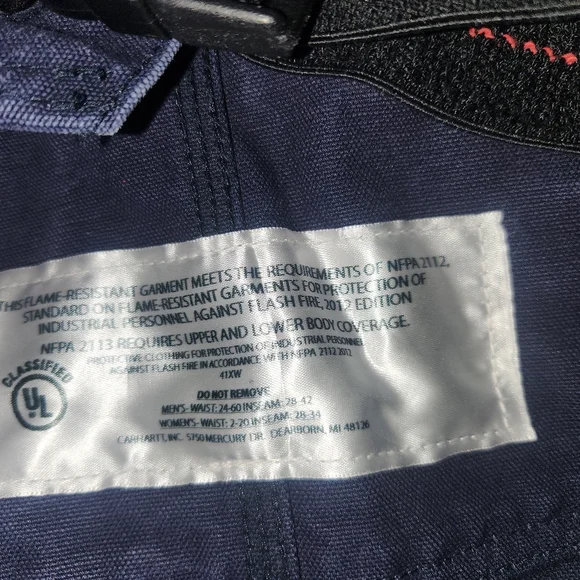 THIS FLAME-RESISTANT GARMENT MEETS THE REQUIREMENTS OF NFPA 2112,
STANDARD ON FLAME-RESISTANT GARMENTS FOR PROTECTION OF
INDUSTRIAL PERSONNEL AGAINST FLASH FIRE, 2012 EDITION
NFPA 2113 REQUIRES UPPER AND LOWER BODY COVERAGE.
PROTECTIVE CLOTHING FOR PROTECTION OF INDUSTRIAL PERSONNEL
AGAINST FLASH FIRE IN ACCORDANCE WITH NFPA 2112 2012
41XW
CLASSIFIED
UL
DO NOT REMOVE
MEN'S-WAIST: 24-60 INSEAM: 28-42
WOMEN'S-WAIST: 2-20 INSEAM: 28-34
CARHARTT, INC. 5750 MERCURY DR. DEARBORN, MI 48126